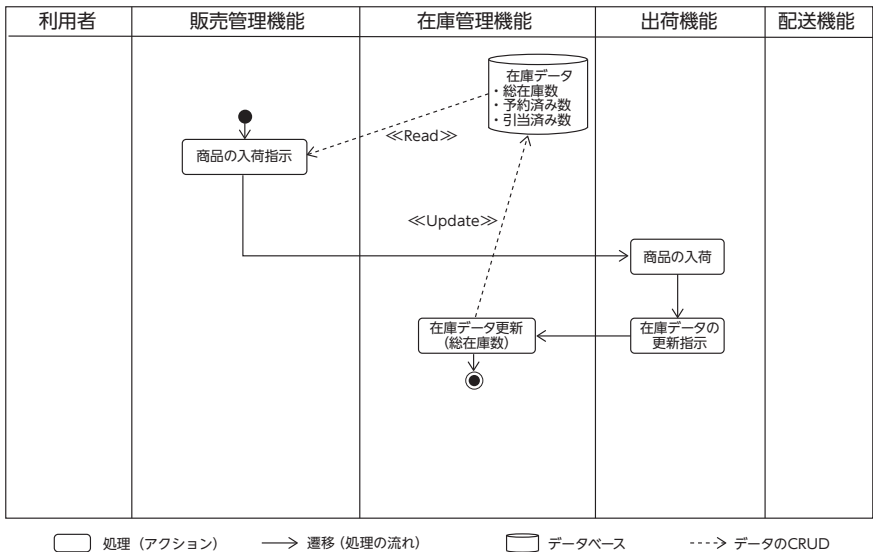 利用者 販売管理機能 在庫管理機能 出荷機能 配送機能
在庫データ
・総在庫数
・予約済み数
・引当済み数
≪Read≫
商品の入荷指示
≪Update≫
商品の入荷
在庫データ更新
（総在庫数）
在庫データの
更新指示
処理（アクション） 遷移（処理の流れ） データベース データのCRUD